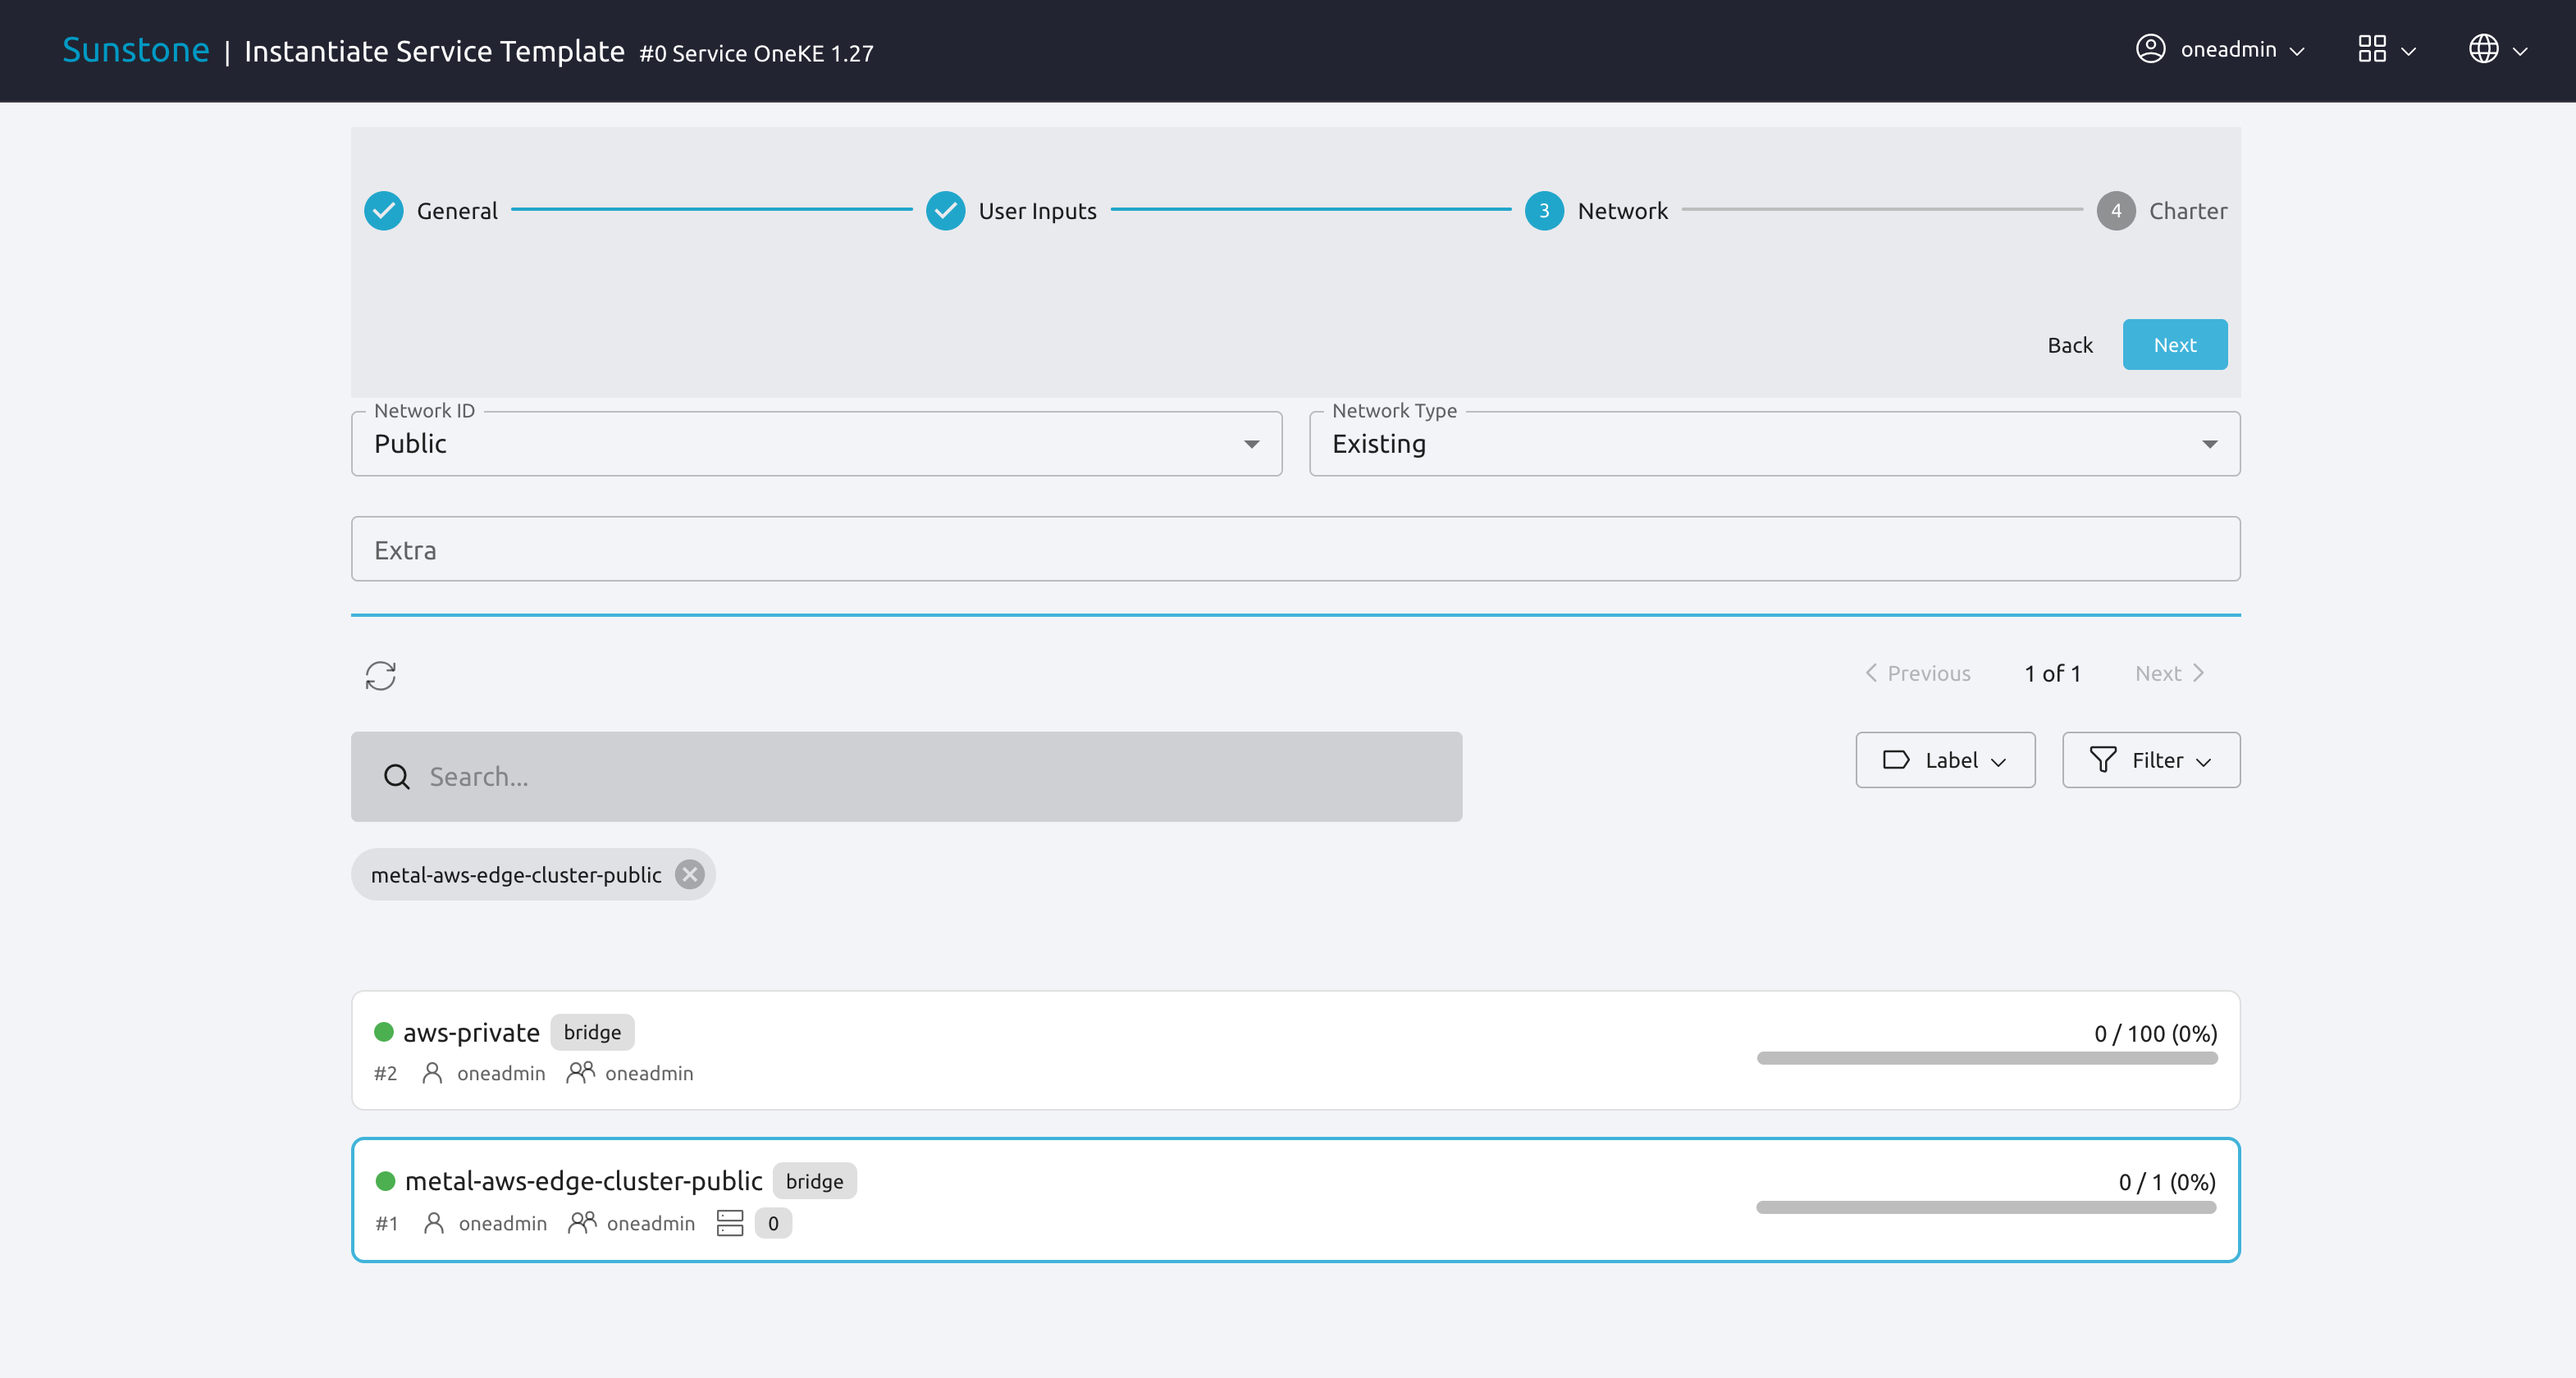 Sunstone | Instantiate Service Template #0 Service OneKE 1.27
oneadmin
General
User Inputs
3 Network
4 Charter
Back
Next
Network ID
Public
Network Type
Existing
Extra
Previous
1 of 1
Next
Search...
Label
Filter
metal-aws-edge-cluster-public
aws-private bridge
0 / 100 (0%)
#2 oneadmin oneadmin
metal-aws-edge-cluster-public bridge
0 / 1 (0%)
#1 oneadmin oneadmin 0